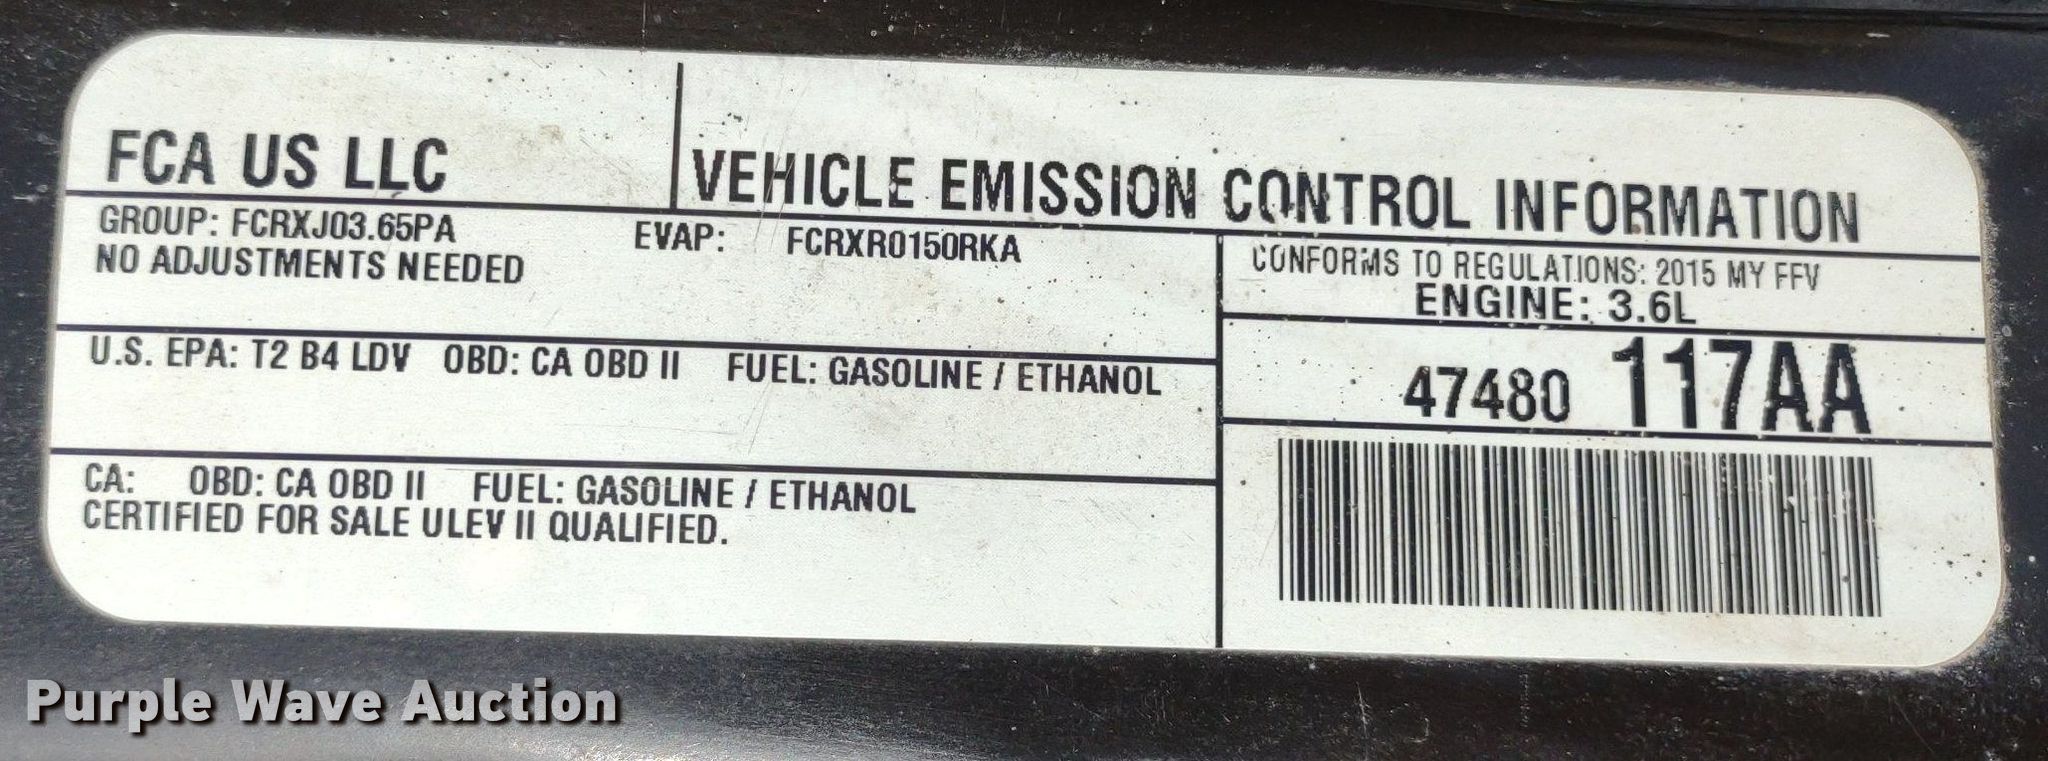 FCA US LLC
VEHICLE EMISSION CONTROL INFORMATION
GROUP: FCRXJ03.65PA EVAP: FCRXR0150RKA
NO ADJUSTMENTS NEEDED
CONFORMS TO REGULATIONS: 2015 MY FFV
ENGINE: 3.6L
U.S. EPA: T2 B4 LDV OBD: CA OBD II FUEL: GASOLINE / ETHANOL
47480 117AA
CA: OBD: CA OBD II FUEL: GASOLINE / ETHANOL
CERTIFIED FOR SALE ULEV II QUALIFIED.
Purple Wave Auction